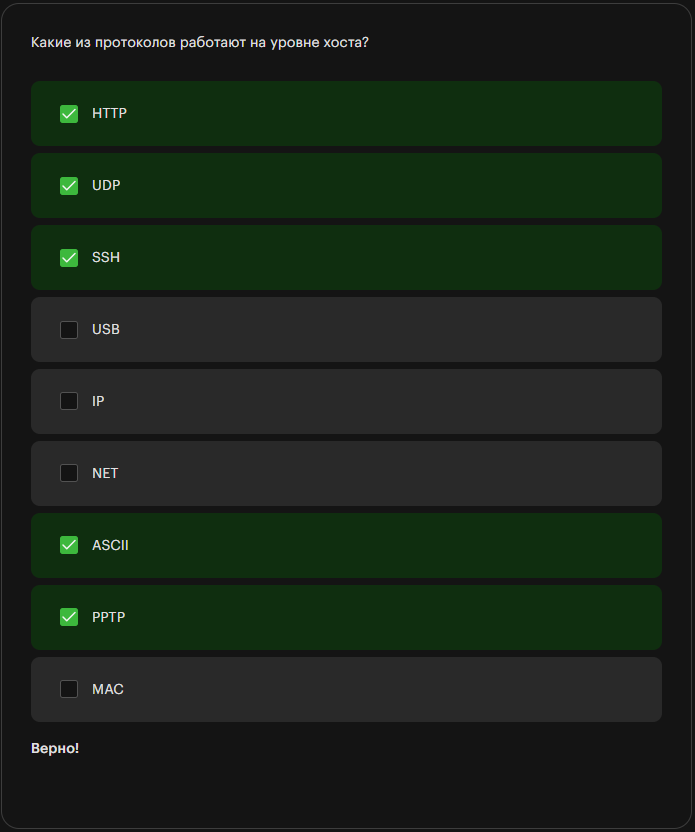 Какие из протоколов работают на уровне хоста?
HTTP
UDP
SSH
USB
IP
NET
ASCII
PPTP
MAC
Верно!